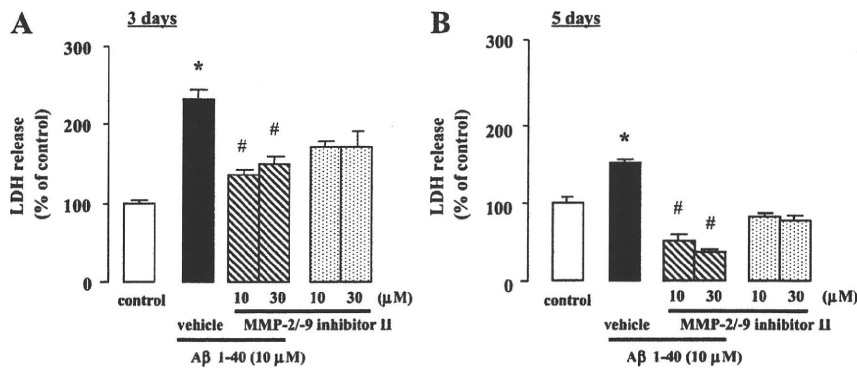 A
3 days
LDH release
(% of control)
300
200
100
0
*
#
#
control
10
30
10
30
(μM)
vehicle
MMP-2/-9 inhibitor II
Aβ 1-40 (10 μM)
B
5 days
LDH release
(% of control)
300
200
100
0
*
#
#
control
10
30
10
30
(μM)
vehicle
MMP-2/-9 inhibitor II
Aβ 1-40 (10 μM)